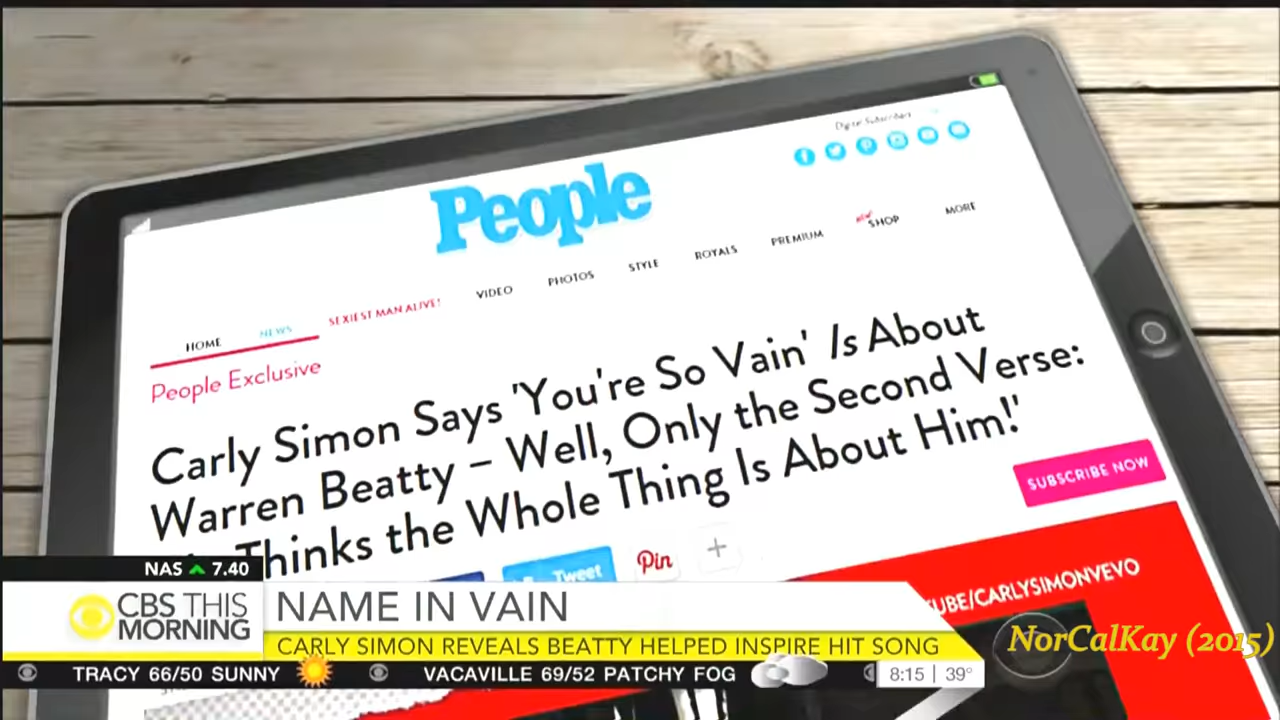 Digital Subscribers
People
HOME NEWS SEXIEST MAN ALIVE! VIDEO PHOTOS STYLE ROYALS PREMIUM NEW SHOP MORE
People Exclusive
Carly Simon Says 'You're So Vain' Is About
Warren Beatty – Well, Only the Second Verse:
Thinks the Whole Thing Is About Him!'
SUBSCRIBE NOW
Tweet
Pin
+
UBE/CARLYSIMONVEVO
NAS 7.40
CBS THIS
MORNING
NAME IN VAIN
CARLY SIMON REVEALS BEATTY HELPED INSPIRE HIT SONG
TRACY 66/50 SUNNY VACAVILLE 69/52 PATCHY FOG 8:15 39°
NorCalKay (2015)